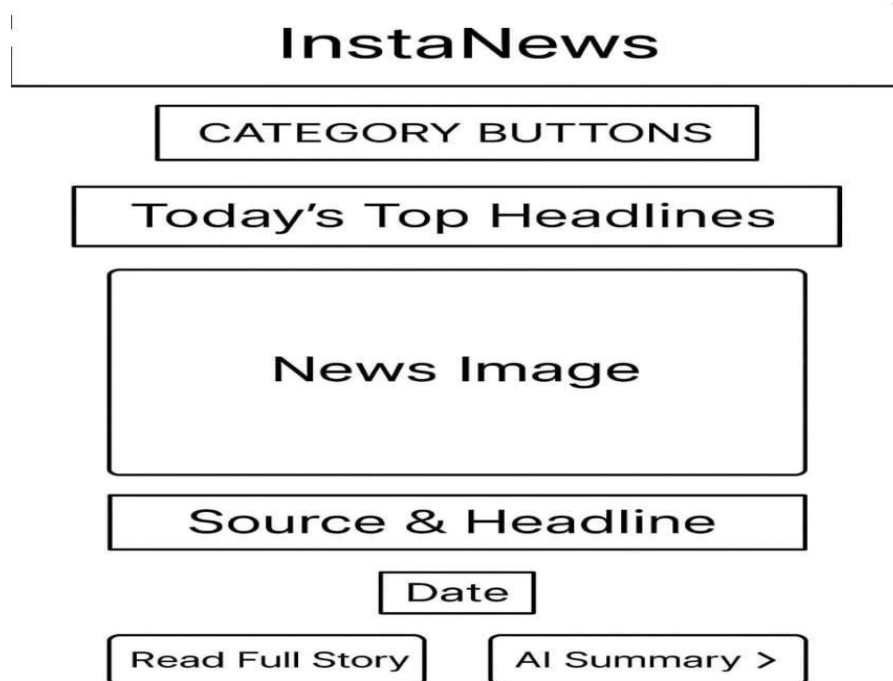 InstaNews
CATEGORY BUTTONS
Today's Top Headlines
News Image
Source & Headline
Date
Read Full Story
AI Summary >